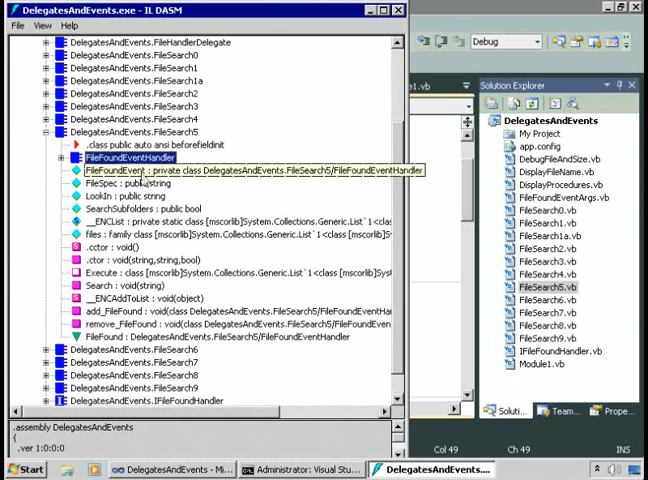 DelegatesAndEvents.exe - IL DASM
File View Help
DelegatesAndEvents.FileHandlerDelegate
DelegatesAndEvents.FileSearch0
DelegatesAndEvents.FileSearch1
DelegatesAndEvents.FileSearch1a
DelegatesAndEvents.FileSearch2
DelegatesAndEvents.FileSearch3
DelegatesAndEvents.FileSearch4
DelegatesAndEvents.FileSearch5
.class public auto ansi beforefieldinit
FileFoundEventHandler
FileFoundEvent : private class DelegatesAndEvents.FileSearch5/FileFoundEventHandler
FileSpec : public string
LookIn : public string
SearchSubfolders : public bool
__ENCList : private static class [mscorlib]System.Collections.Generic.List`1<clas
files : family class [mscorlib]System.Collections.Generic.List`1<class [mscorlib]S
.cctor : void()
.ctor : void(string,string,bool)
Execute : class [mscorlib]System.Collections.Generic.List`1<class [mscorlib]Syste
Search : void(string)
__ENCAddToList : void(object)
add_FileFound : void(class DelegatesAndEvents.FileSearch5/FileFoundEventHa
remove_FileFound : void(class DelegatesAndEvents.FileSearch5/FileFoundEven
FileFound : DelegatesAndEvents.FileSearch5/FileFoundEventHandler
DelegatesAndEvents.FileSearch6
DelegatesAndEvents.FileSearch7
DelegatesAndEvents.FileSearch8
DelegatesAndEvents.FileSearch9
DelegatesAndEvents.IFileFoundHandler
.assembly DelegatesAndEvents
{
.ver 1:0:0:0
Debug
e1.vb
Solution Explorer
DelegatesAndEvents
My Project
app.config
DebugFileAndSize.vb
DisplayFileName.vb
DisplayProcedures.vb
FileFoundEventArgs.vb
FileSearch0.vb
FileSearch1.vb
FileSearch1a.vb
FileSearch2.vb
FileSearch3.vb
FileSearch4.vb
FileSearch5.vb
FileSearch6.vb
FileSearch7.vb
FileSearch8.vb
FileSearch9.vb
IFileFoundHandler.vb
Module1.vb
Soluti... Team... Prope...
Col 49 Ch 49 INS
Start DelegatesAndEvents - Mi... Administrator: Visual Stu... DelegatesAndEvents....